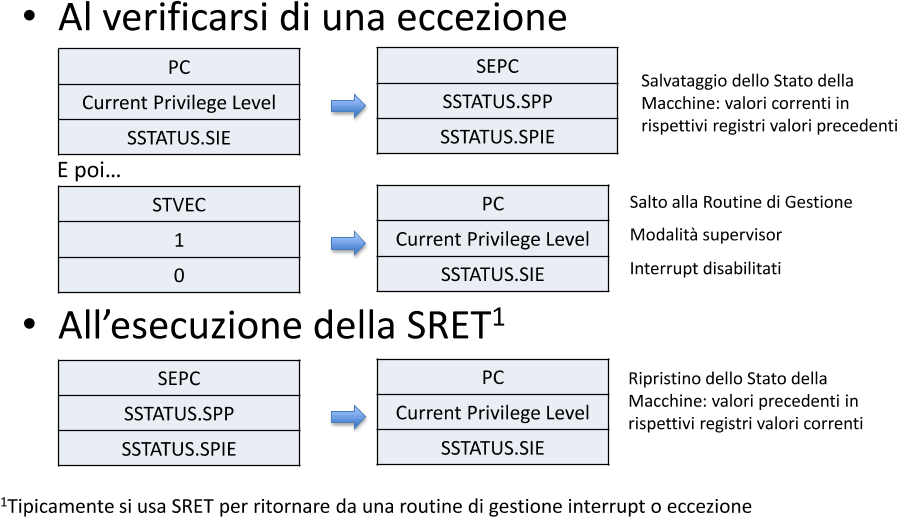 • Al verificarsi di una eccezione
PC
Current Privilege Level
SSTATUS.SIE
SEPC
SSTATUS.SPP
SSTATUS.SPIE
Salvataggio dello Stato della
Macchine: valori correnti in
rispettivi registri valori precedenti
E poi…
STVEC
1
0
PC
Current Privilege Level
SSTATUS.SIE
Salto alla Routine di Gestione
Modalità supervisor
Interrupt disabilitati
• All’esecuzione della SRET¹
SEPC
SSTATUS.SPP
SSTATUS.SPIE
PC
Current Privilege Level
SSTATUS.SIE
Ripristino dello Stato della
Macchine: valori precedenti in
rispettivi registri valori correnti
¹Tipicamente si usa SRET per ritornare da una routine di gestione interrupt o eccezione